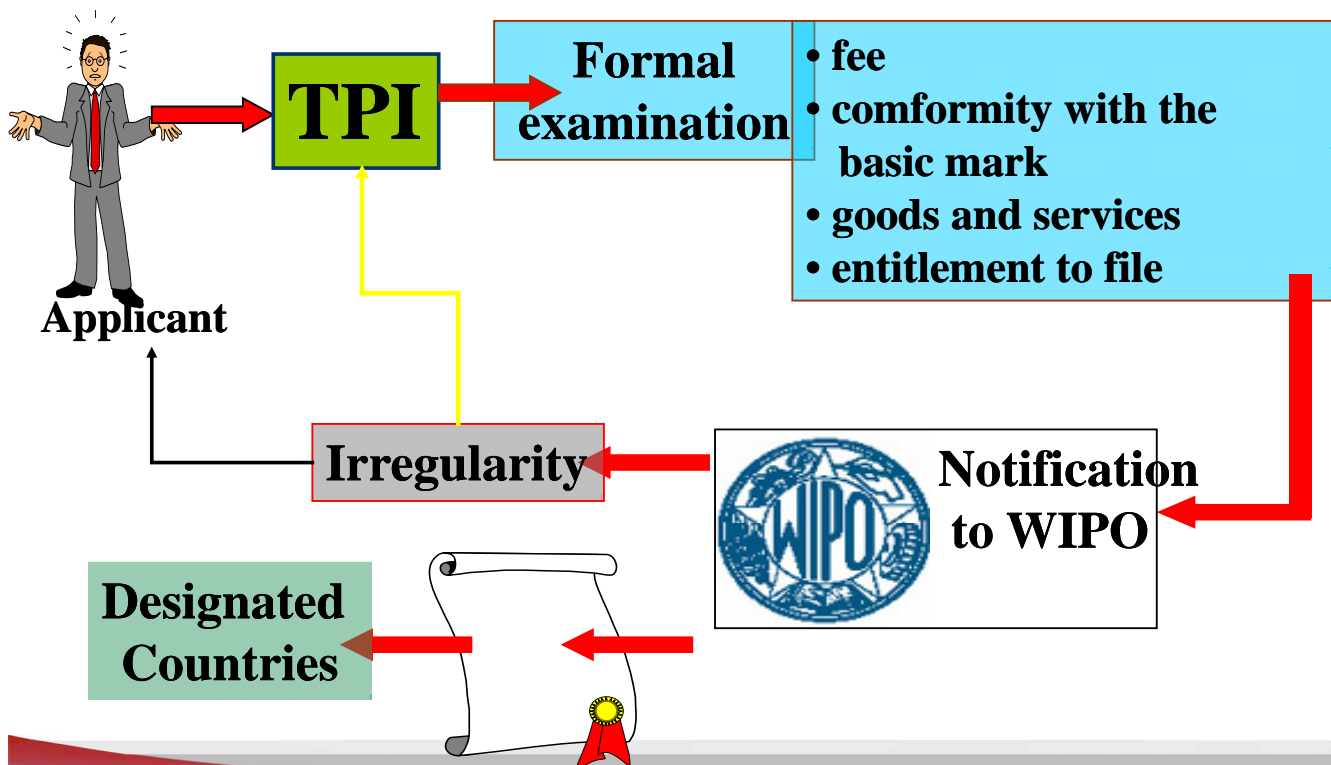 TPI
Formal
examination
• fee
• comformity with the
basic mark
• goods and services
• entitlement to file
Applicant
Irregularity
WIPO
Notification
to WIPO
Designated
Countries